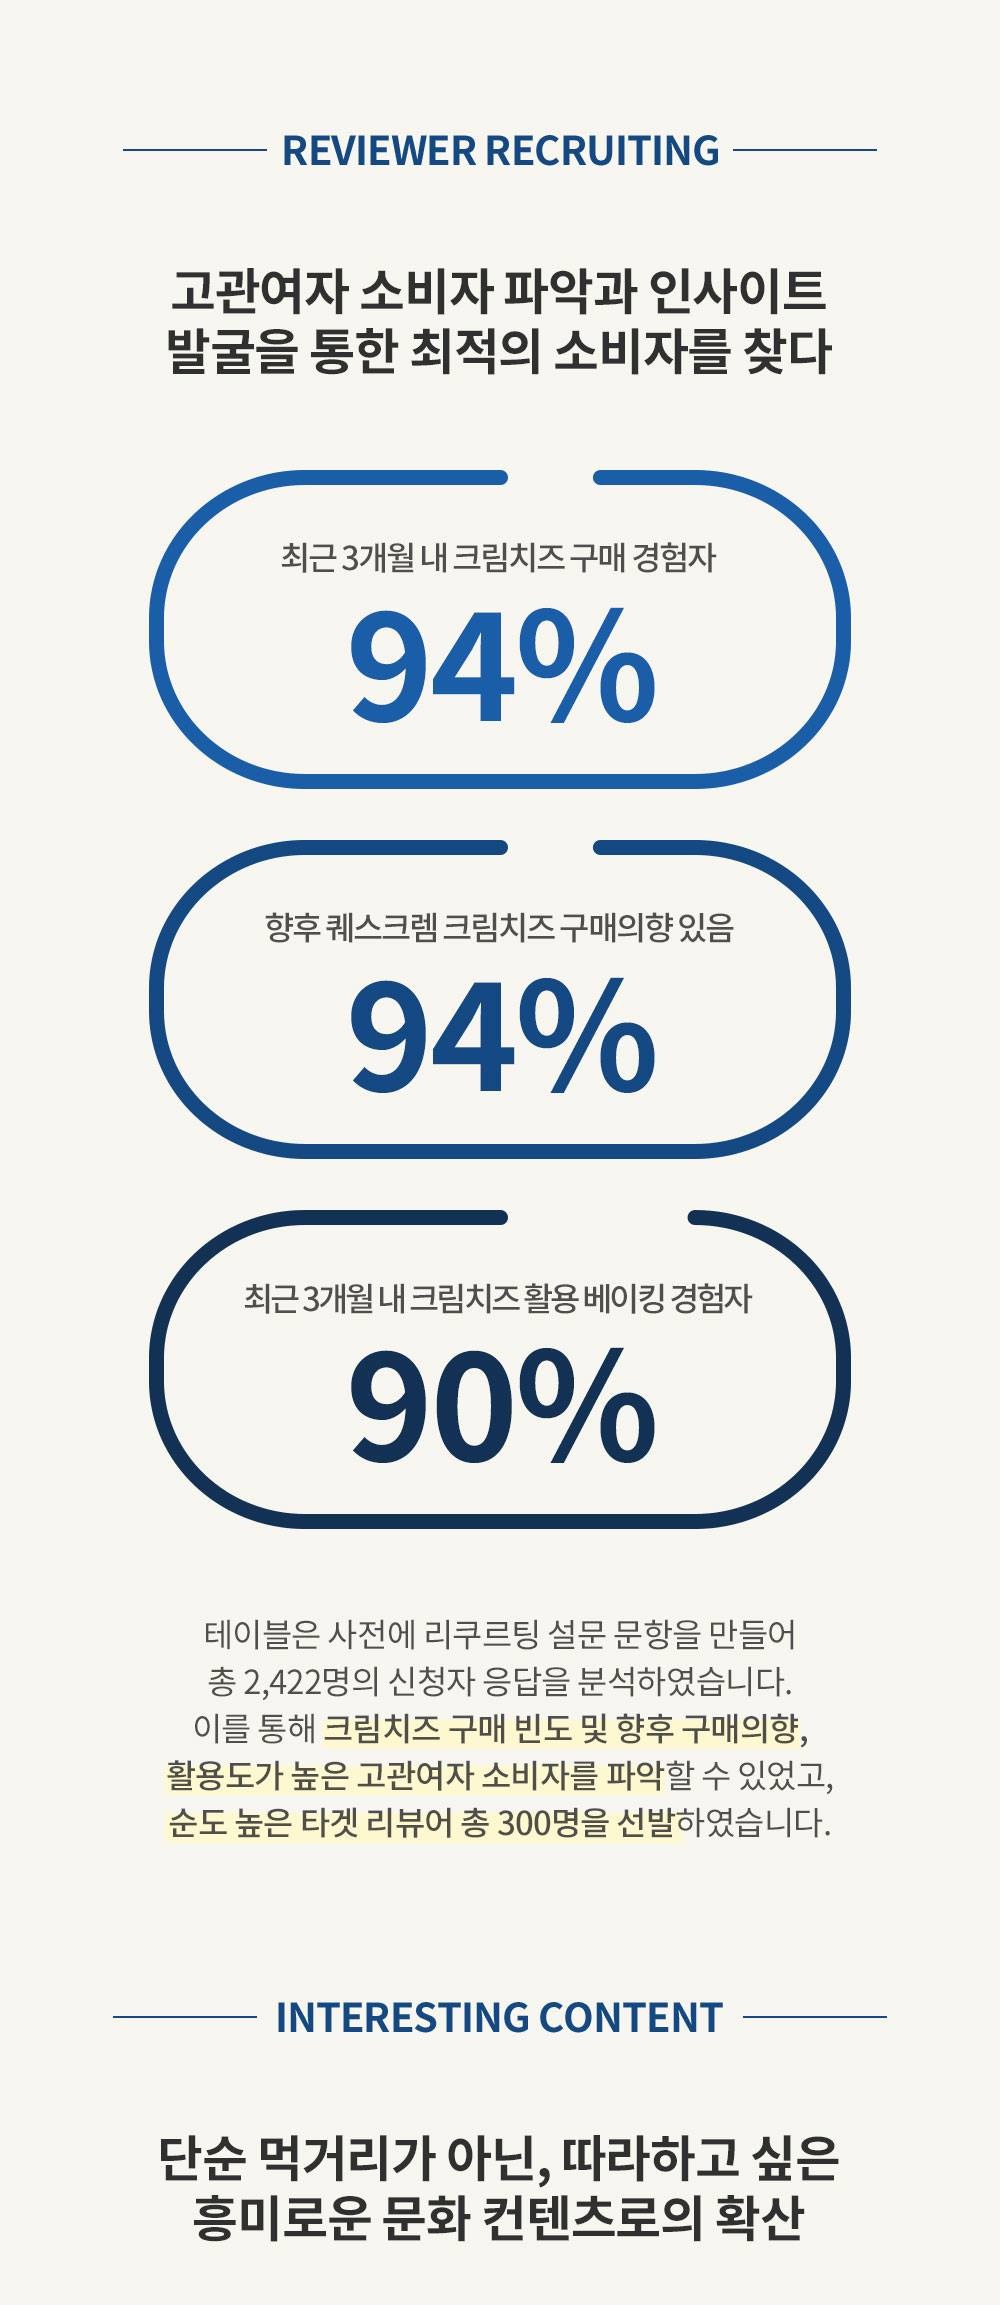 REVIEWER RECRUITING
고관여자 소비자 파악과 인사이트
발굴을 통한 최적의 소비자를 찾다
최근 3개월 내 크림치즈 구매 경험자
94%
향후 퀘스크렘 크림치즈 구매의향 있음
94%
최근 3개월 내 크림치즈 활용 베이킹 경험자
90%
테이블은 사전에 리쿠르팅 설문 문항을 만들어
총 2,422명의 신청자 응답을 분석하였습니다.
이를 통해 크림치즈 구매 빈도 및 향후 구매의향,
활용도가 높은 고관여자 소비자를 파악할 수 있었고,
순도 높은 타겟 리뷰어 총 300명을 선발하였습니다.
INTERESTING CONTENT
단순 먹거리가 아닌, 따라하고 싶은
흥미로운 문화 컨텐츠로의 확산